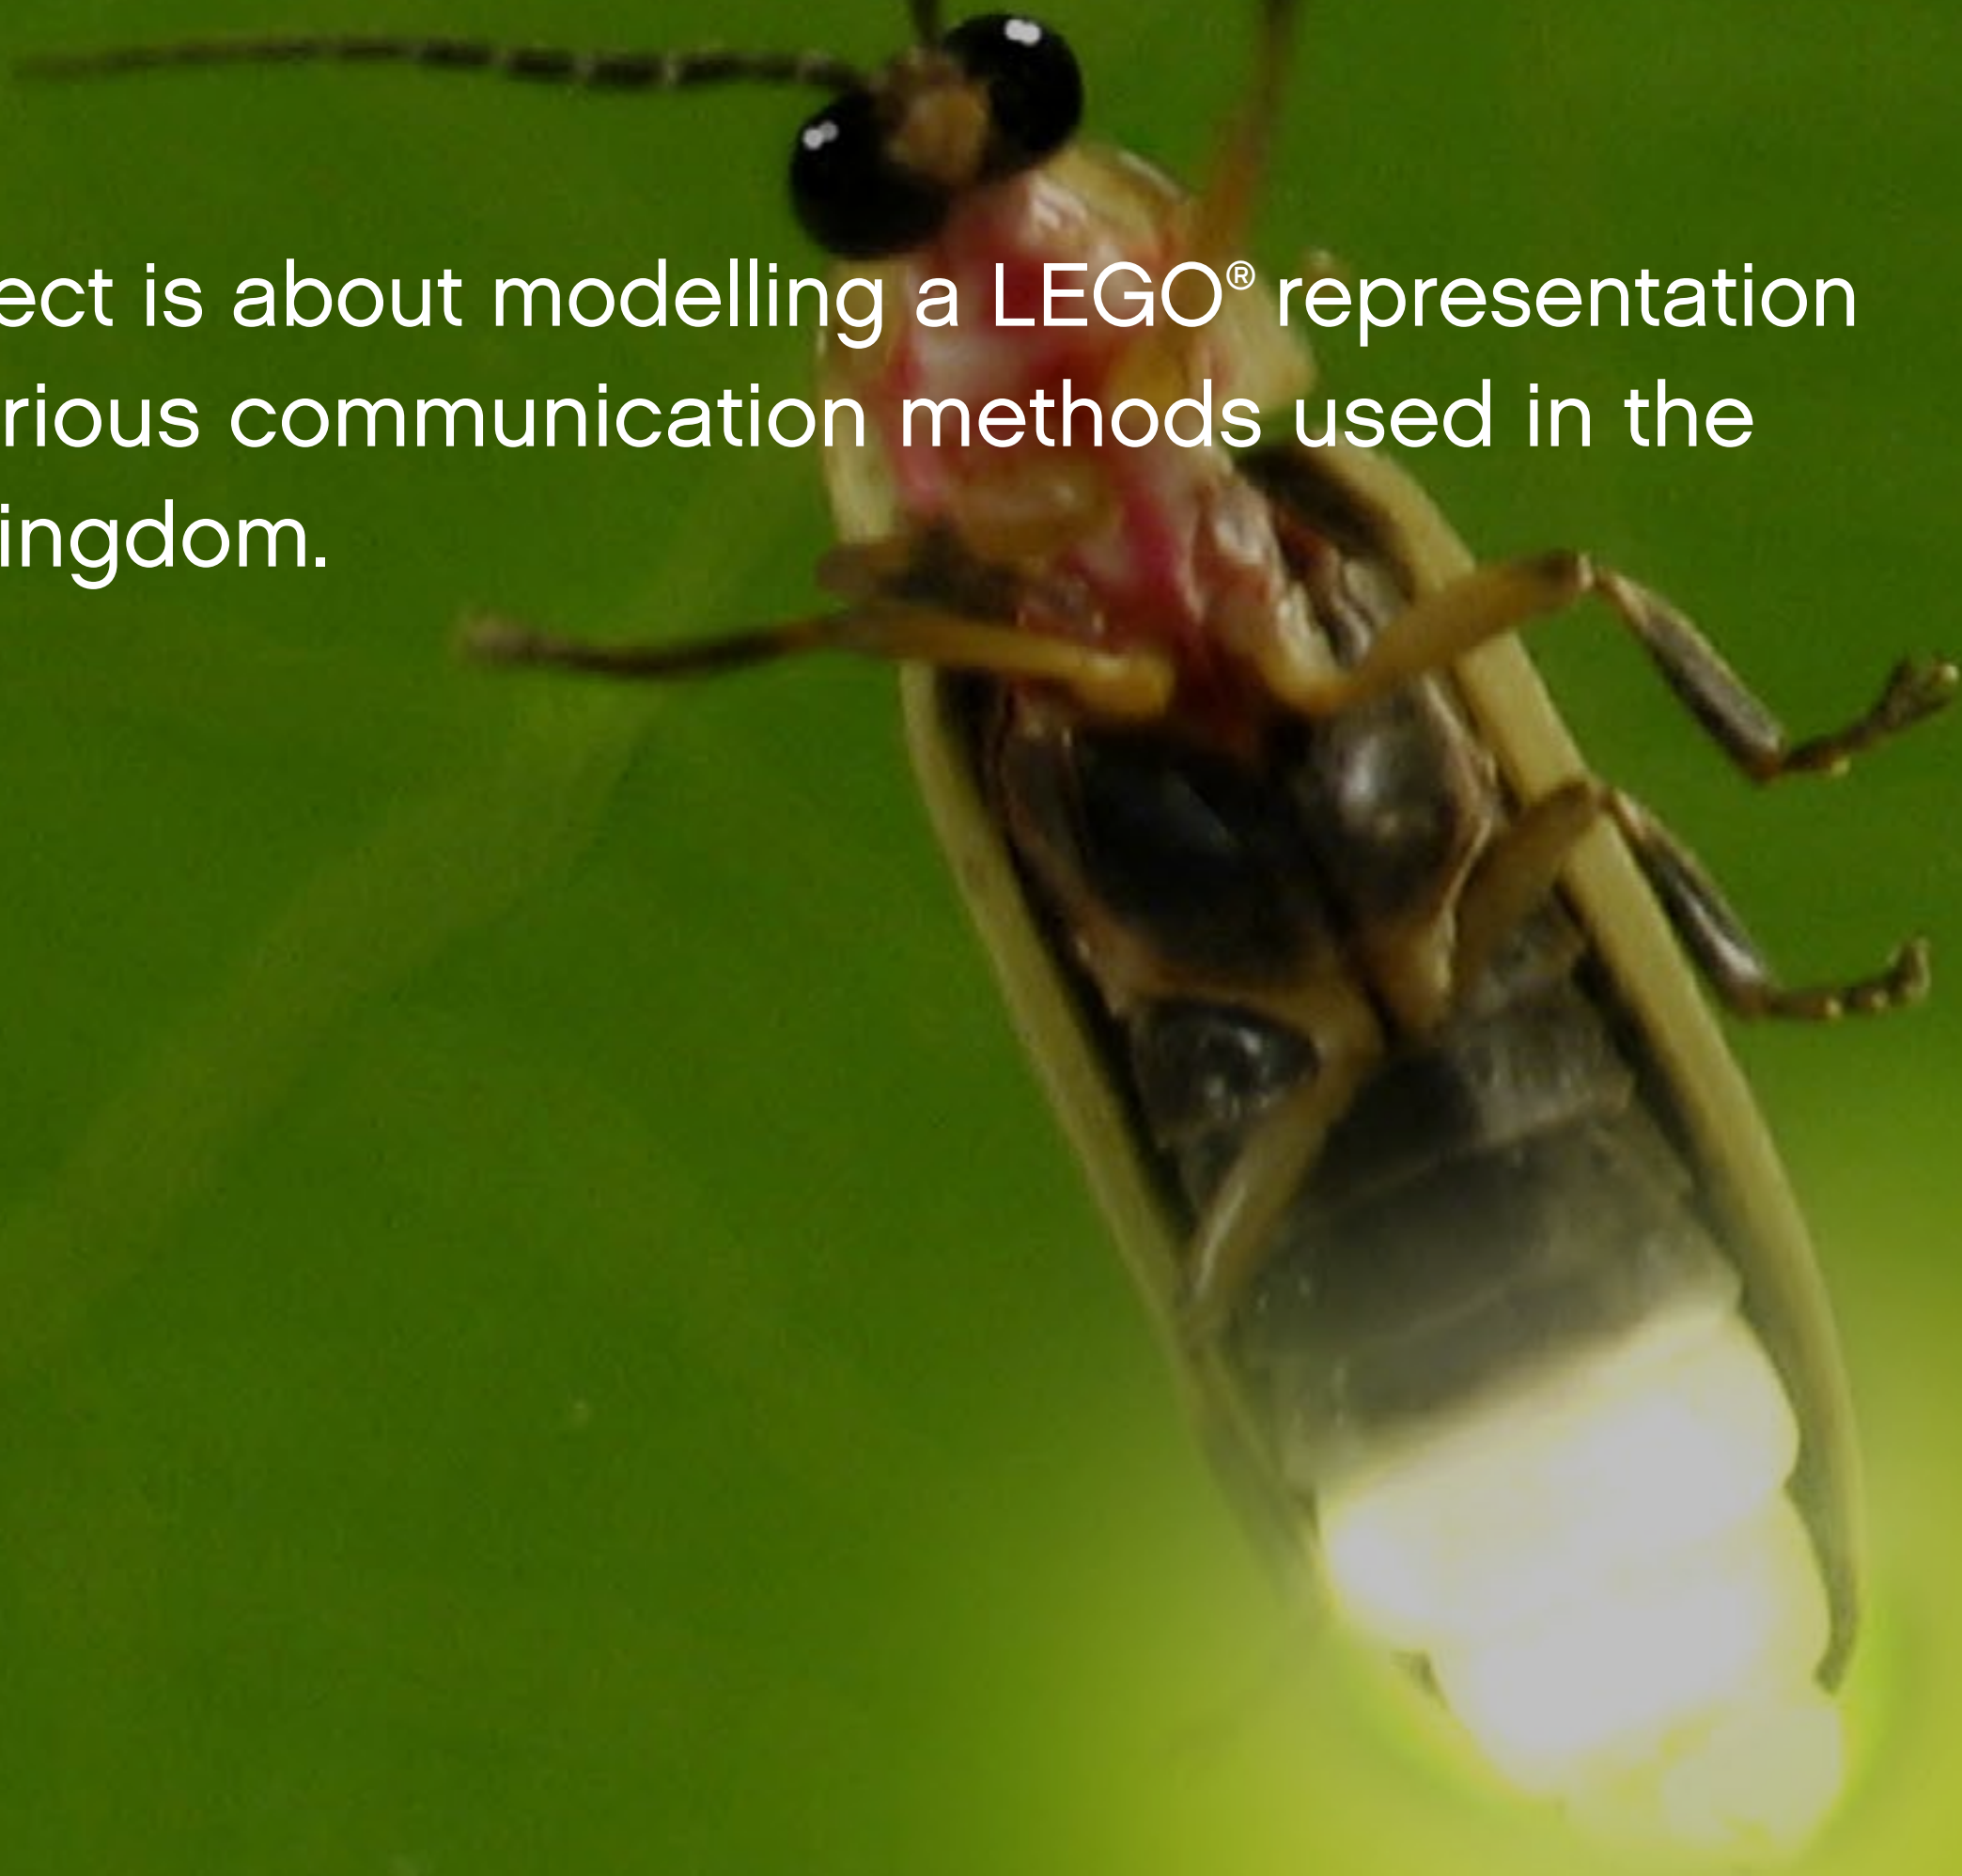 ect is about modelling a LEGO® representation
rious communication methods used in the
ingdom.